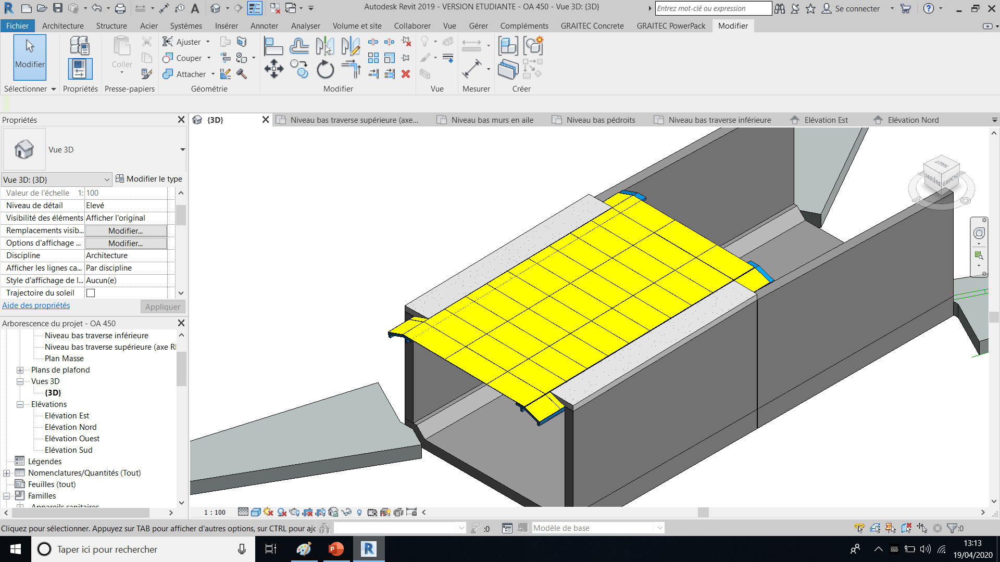 Autodesk Revit 2019 - VERSION ETUDIANTE - OA 450 - Vue 3D: {3D}
Entrez mot-clé ou expression
Se connecter
Fichier Architecture Structure Acier Systèmes Insérer Annoter Analyser Volume et site Collaborer Vue Gérer Compléments GRAITEC Concrete GRAITEC PowerPack Modifier
Modifier
Coller
Ajuster
Couper
Attacher
Sélectionner Propriétés Presse-papiers Géométrie Modifier Vue Mesurer Créer
Propriétés
{3D} Niveau bas traverse supérieure (axe... Niveau bas murs en aile Niveau bas pédroits Niveau bas traverse inférieure Elévation Est Elévation Nord
Vue 3D
Vue 3D: {3D} Modifier le type
Valeur de l'échelle 1: 100
Niveau de détail Elevé
Visibilité des éléments Afficher l'original
Remplacements visib... Modifier...
Options d'affichage ... Modifier...
Discipline Architecture
Afficher les lignes ca... Par discipline
Style d'affichage de l... Aucun(e)
Trajectoire du soleil
Aide des propriétés Appliquer
Arborescence du projet - OA 450
Niveau bas traverse inférieure
Niveau bas traverse supérieure (axe R
Plan Masse
Plans de plafond
Vues 3D
{3D}
Elévations
Elévation Est
Elévation Nord
Elévation Ouest
Elévation Sud
Légendes
Nomenclatures/Quantités (Tout)
Feuilles (tout)
Familles
Appareils sanitaires
HAUT
ARRIÈRE GAUCHE
1 : 100
Cliquez pour sélectionner. Appuyez sur TAB pour afficher d'autres options, sur CTRL pour ajo
:0
Modèle de base
:0
Taper ici pour rechercher
SSD
13:13
19/04/2020